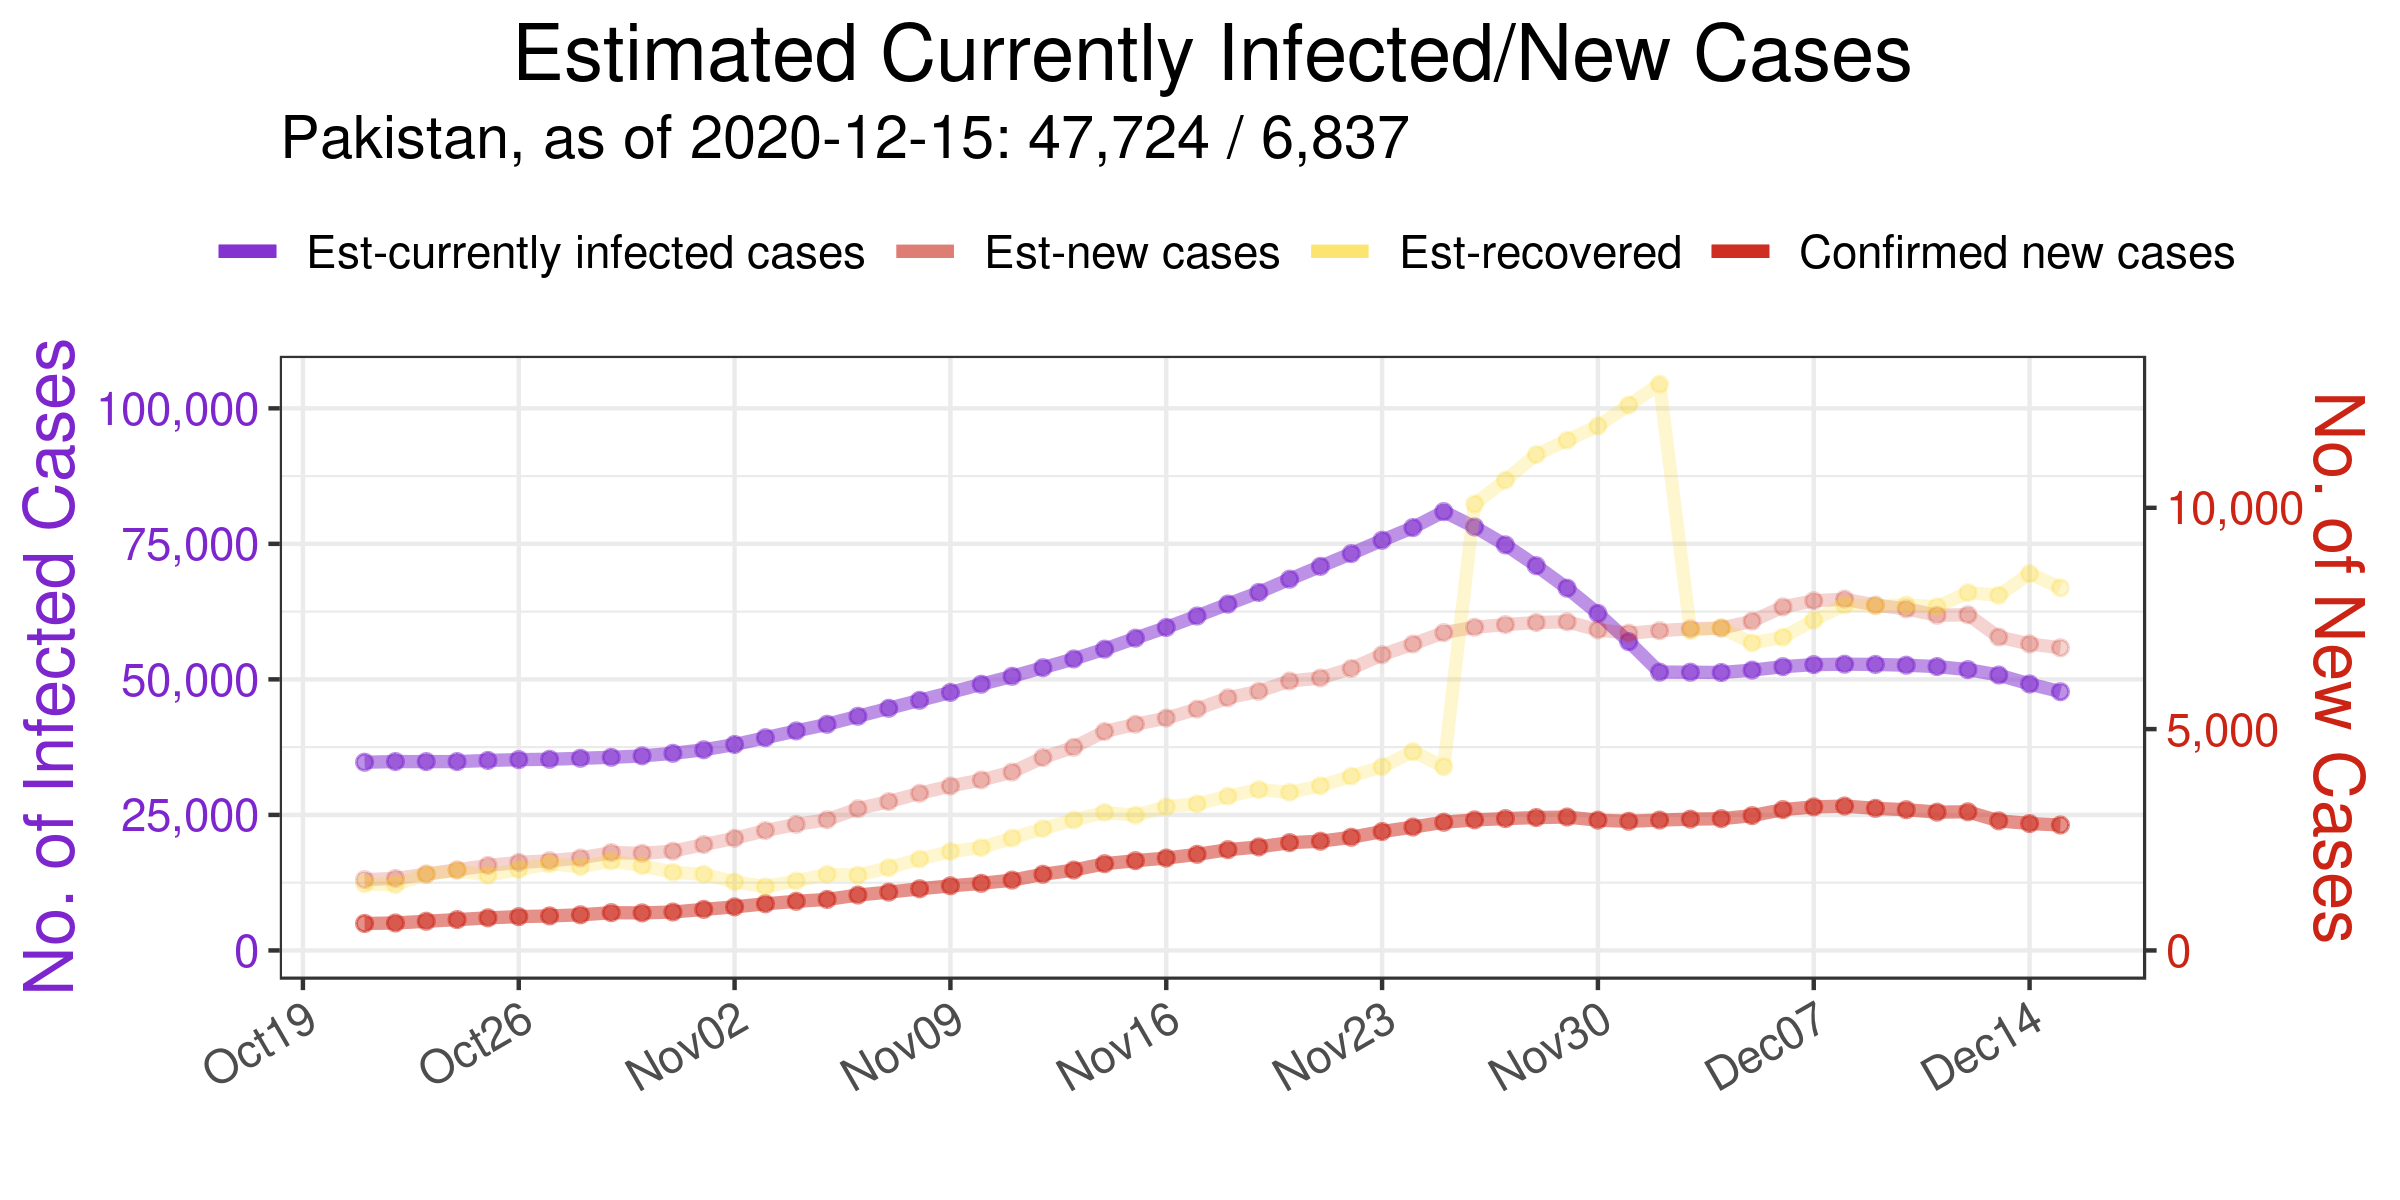 Estimated Currently Infected/New Cases
Pakistan, as of 2020-12-15: 47,724 / 6,837
Est-currently infected cases Est-new cases Est-recovered Confirmed new cases
No. of Infected Cases
100,000
75,000
50,000
25,000
0
10,000
5,000
0
No. of New Cases
Oct19 Oct26 Nov02 Nov09 Nov16 Nov23 Nov30 Dec07 Dec14